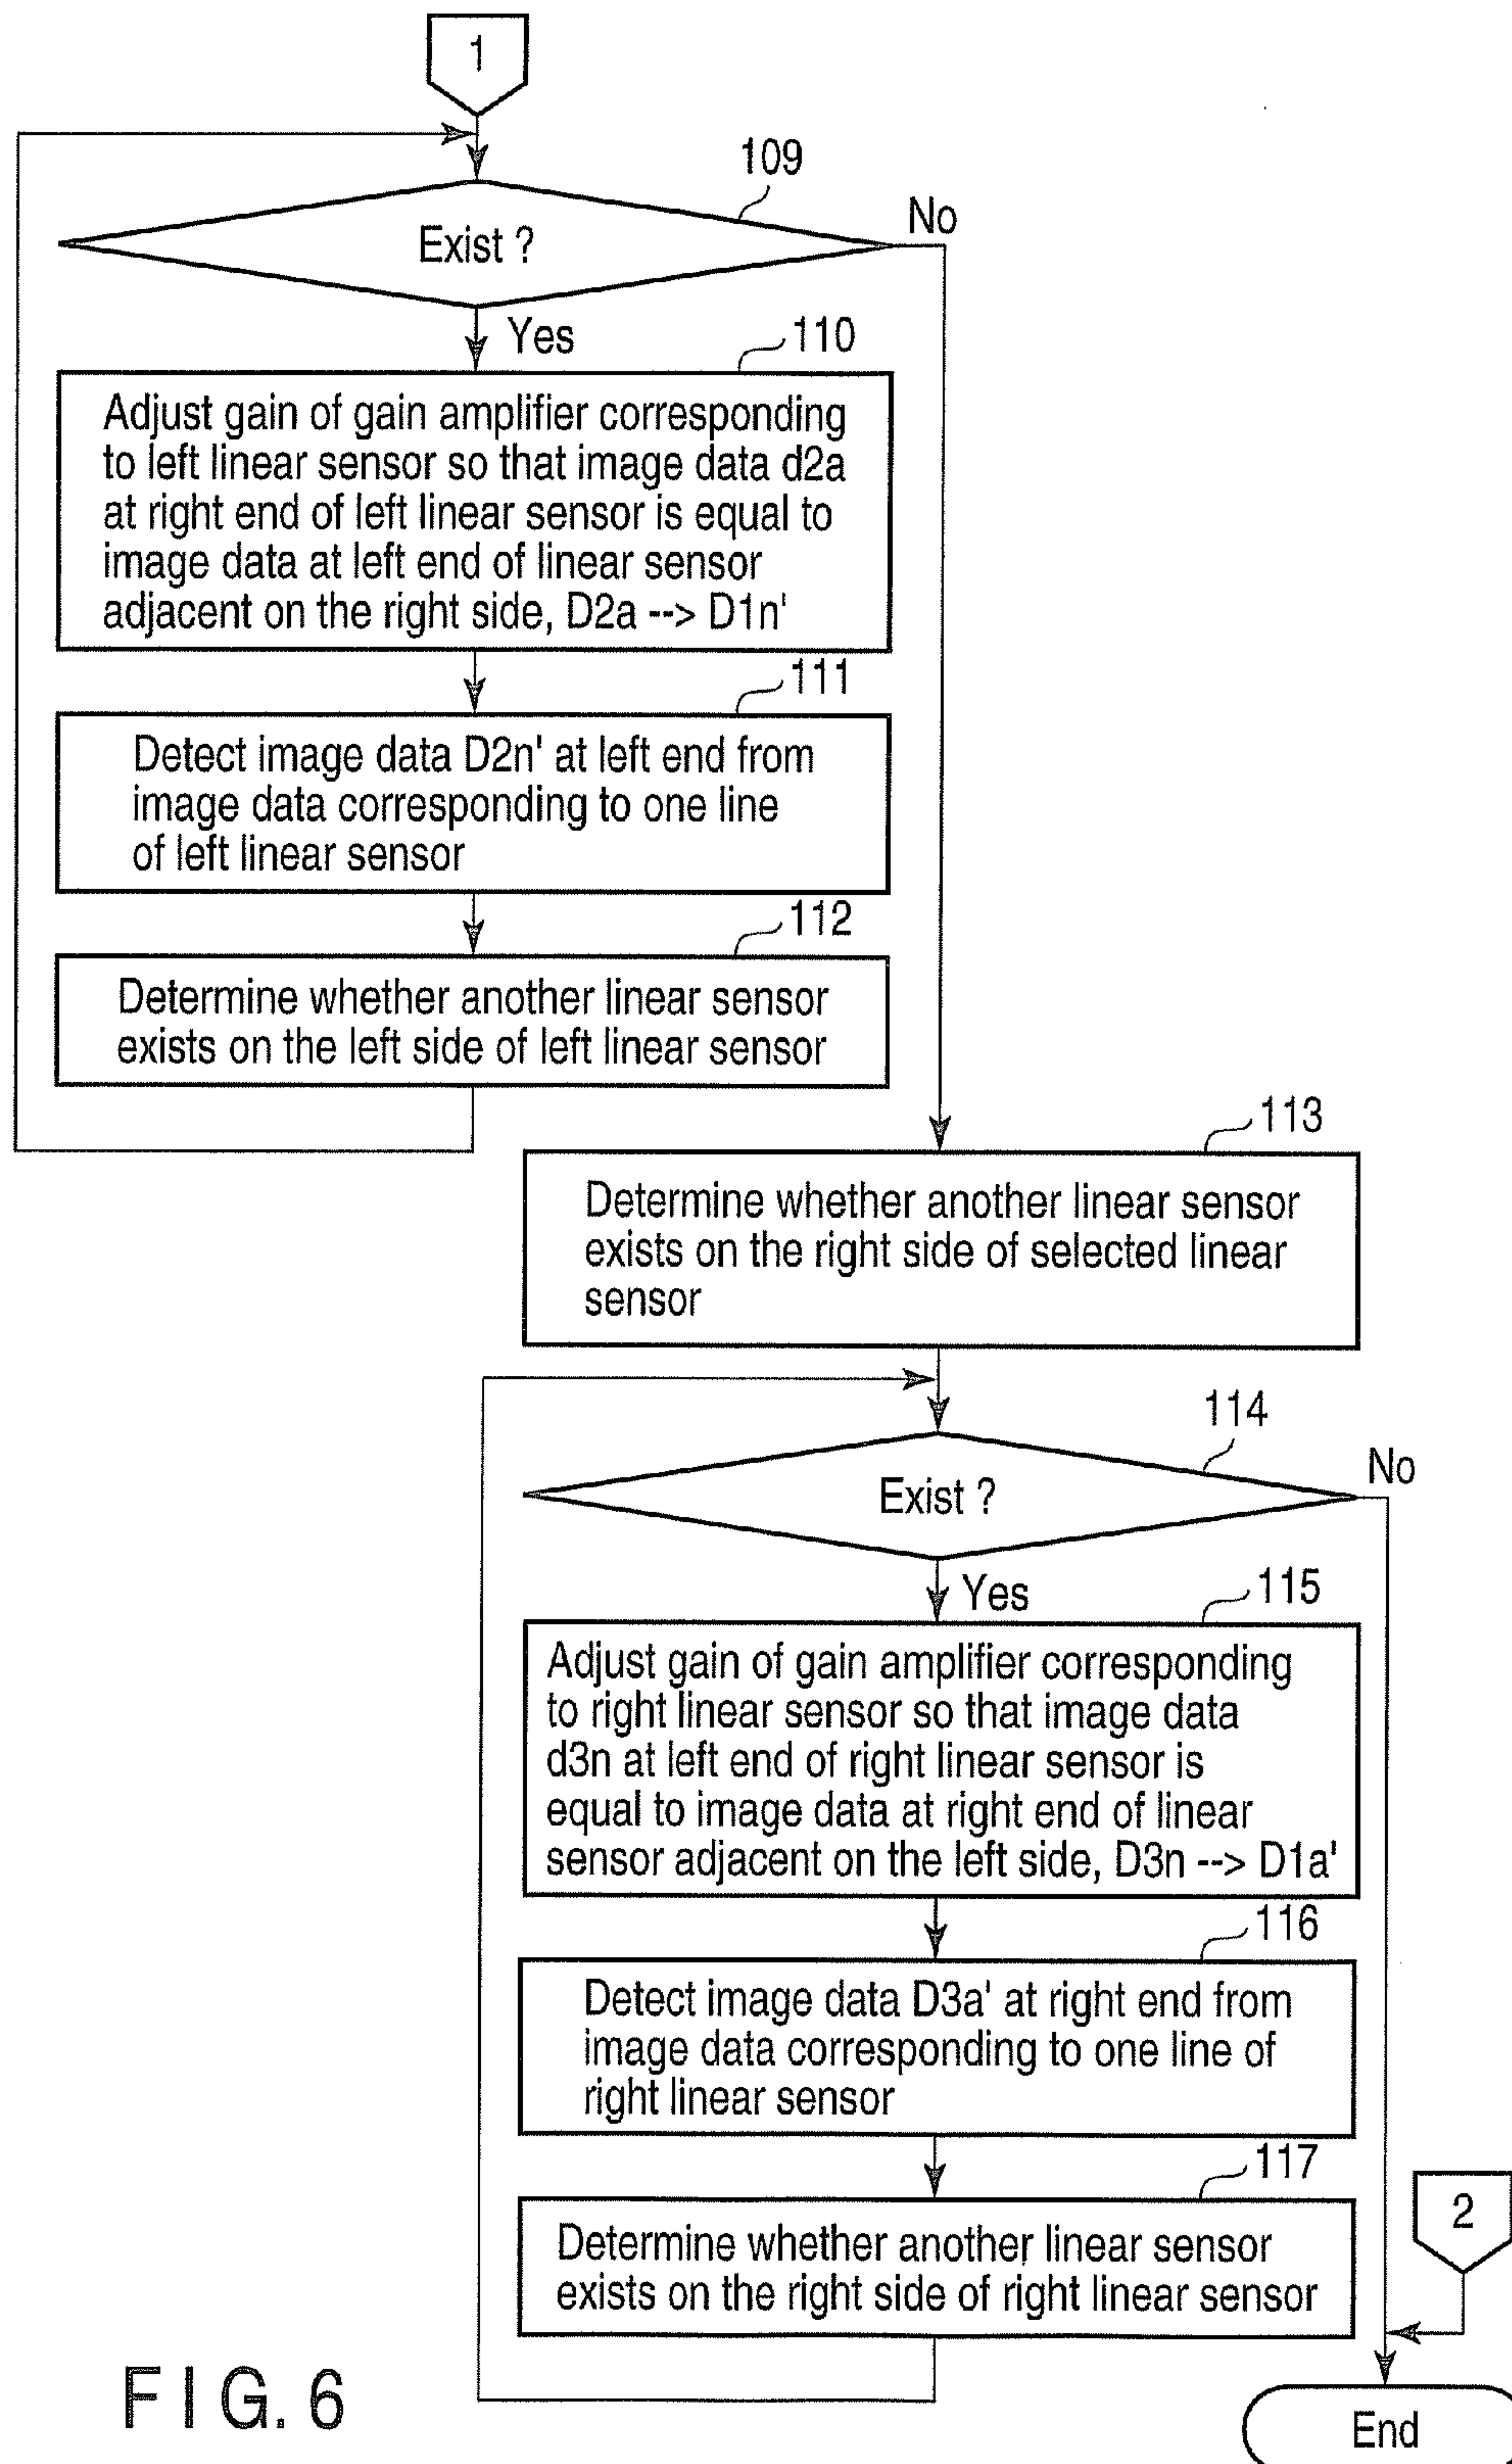 1
109
Exist ?
No
Yes
110
Adjust gain of gain amplifier corresponding
to left linear sensor so that image data d2a
at right end of left linear sensor is equal to
image data at left end of linear sensor
adjacent on the right side, D2a --> D1n'
111
Detect image data D2n' at left end from
image data corresponding to one line
of left linear sensor
112
Determine whether another linear sensor
exists on the left side of left linear sensor
113
Determine whether another linear sensor
exists on the right side of selected linear
sensor
114
Exist ?
No
Yes
115
Adjust gain of gain amplifier corresponding
to right linear sensor so that image data
d3n at left end of right linear sensor is
equal to image data at right end of linear
sensor adjacent on the left side, D3n --> D1a'
116
Detect image data D3a' at right end from
image data corresponding to one line of
right linear sensor
117
Determine whether another linear sensor
exists on the right side of right linear sensor
2
End
FIG. 6